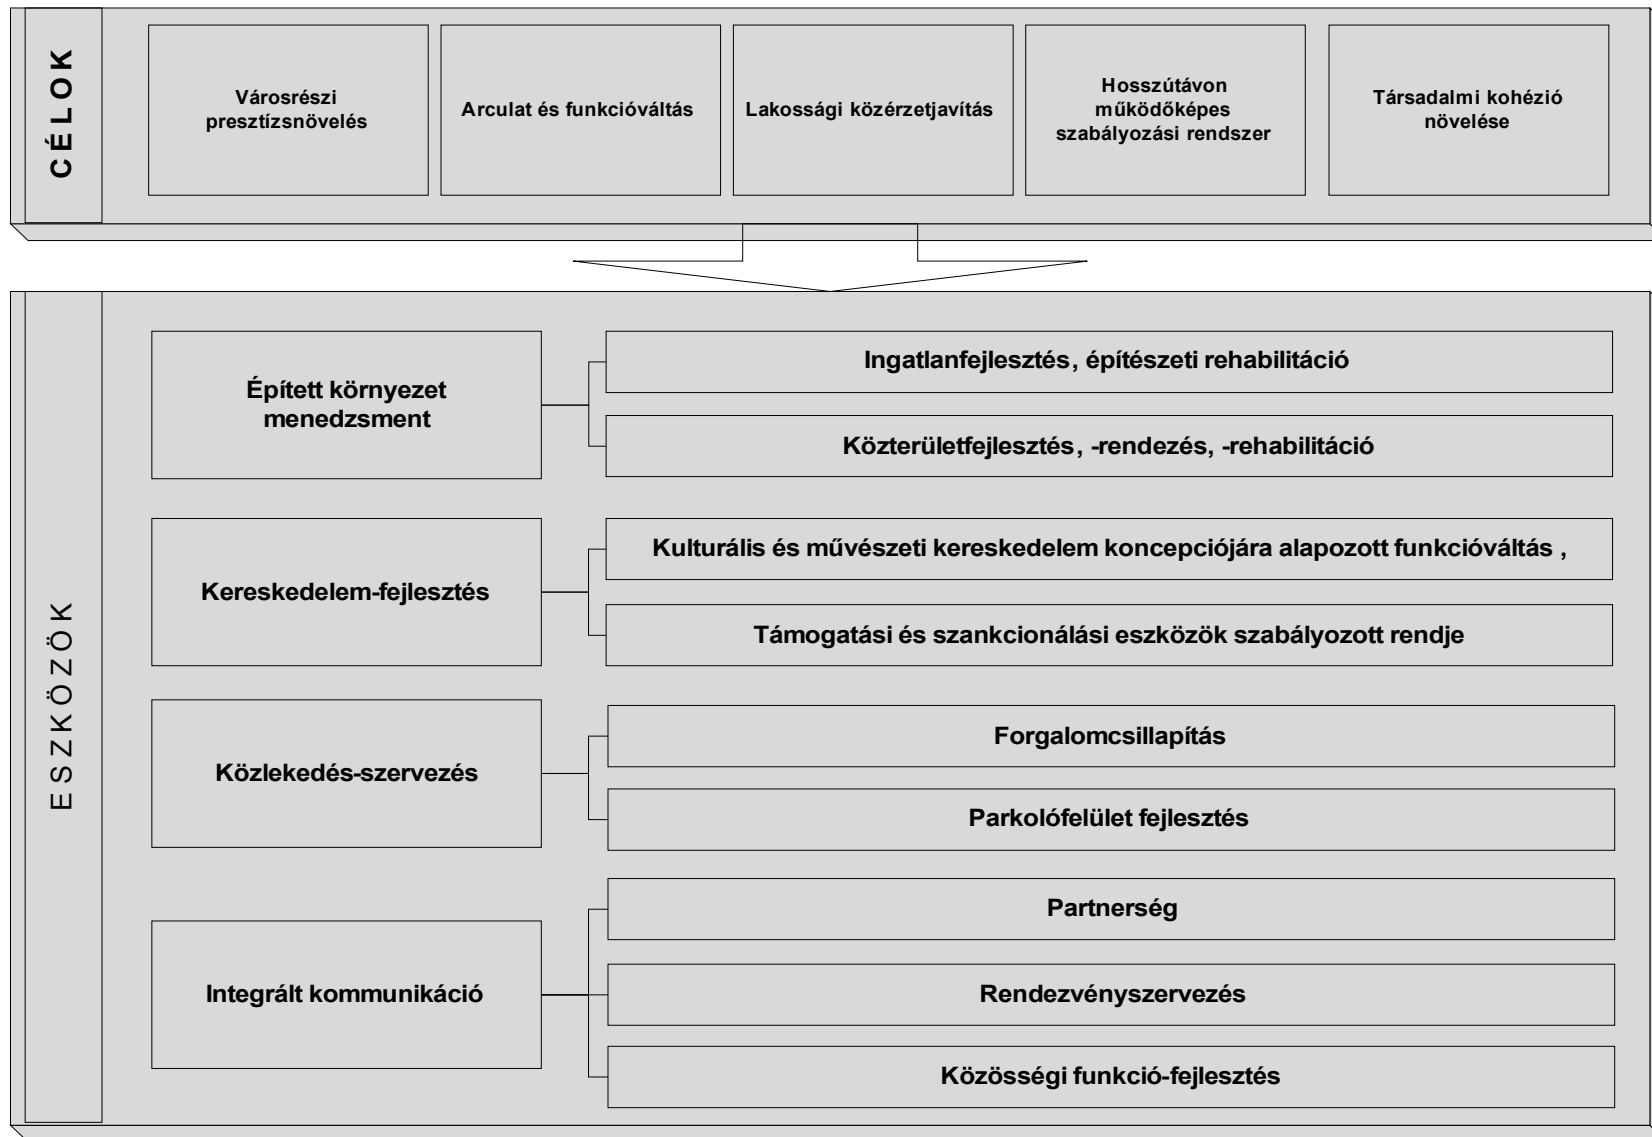 CÉLOK
Városrészi
presztízsnövelés
Arculat és funkcióváltás
Lakossági közérzetjavítás
Hosszútávon
működőképes
szabályozási rendszer
Társadalmi kohézió
növelése
ESZKÖZÖK
Épített környezet
menedzsment
Ingatlanfejlesztés, építészeti rehabilitáció
Közterületfejlesztés, -rendezés, -rehabilitáció
Kereskedelem-fejlesztés
Kulturális és művészeti kereskedelem koncepciójára alapozott funkcióváltás ,
Támogatási és szankcionálási eszközök szabályozott rendje
Közlekedés-szervezés
Forgalomcsillapítás
Parkolófelület fejlesztés
Integrált kommunikáció
Partnerség
Rendezvényszervezés
Közösségi funkció-fejlesztés